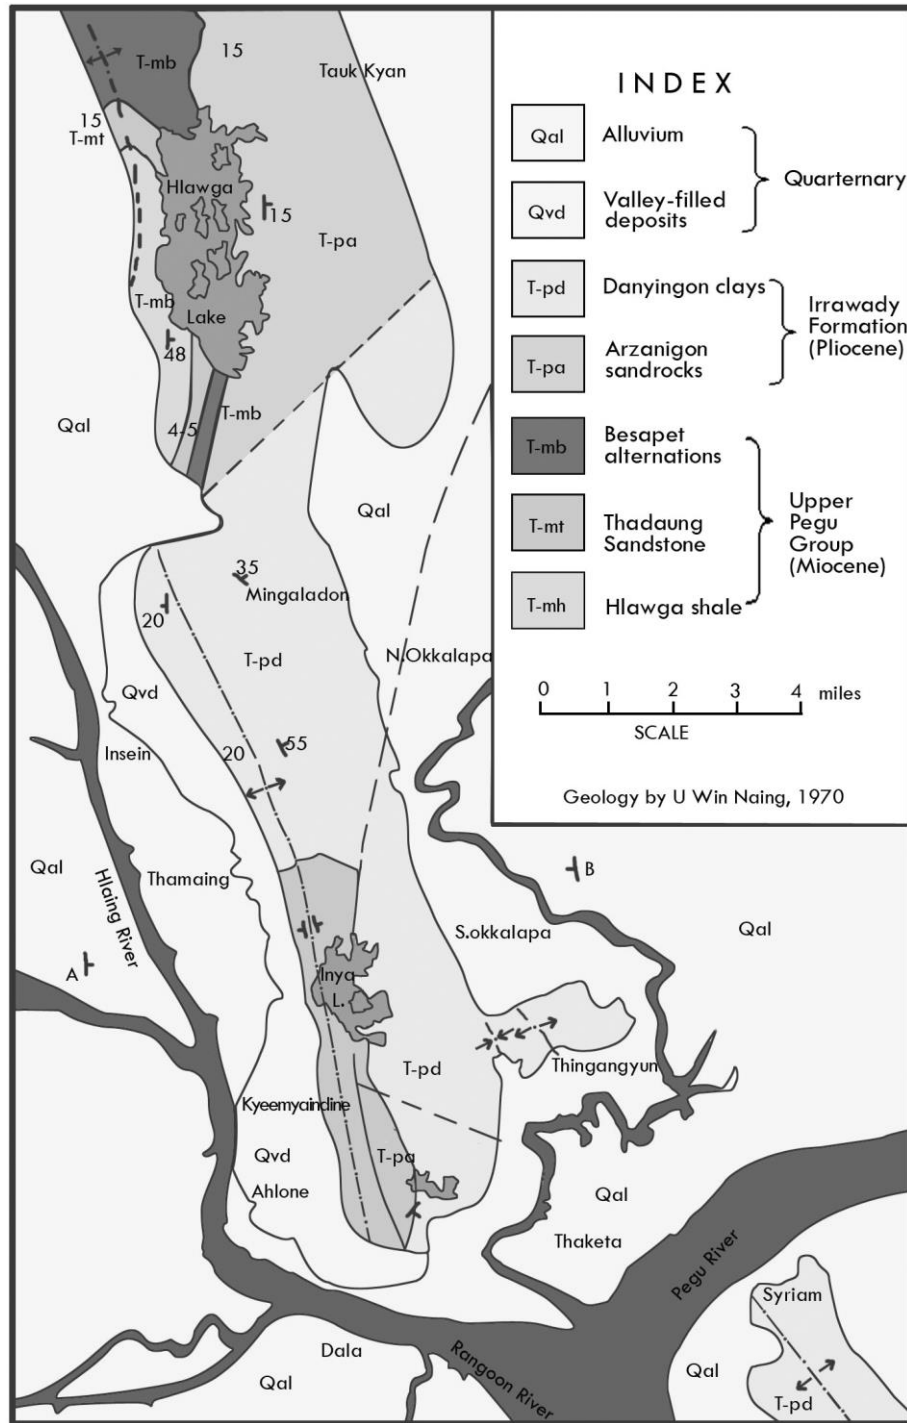 T-mb
15
Tauk Kyan
15
T-mt
Hlawga
15
T-pa
T-mb
Lake
48
T-mb
4-5
Qal
Qal
35
Mingaladon
20
T-pd
N.Okkalapa
Qvd
Insein
20
55
Qal
Hlaing River
Thamaing
B
S.okkalapa
Qal
A
Inya
L.
T-pd
Thingangyun
Kyeemyaindine
Qvd
T-pa
Ahlone
Qal
Thaketa
Pegu River
Syriam
Dala
Qal
Rangoon River
Qal
T-pd
INDEX
Qal Alluvium
Quarternary
Qvd Valley-filled
deposits
T-pd Danyingon clays
Irrawady
Formation
(Pliocene)
T-pa Arzanigon
sandrocks
T-mb Besapet
alternations
Upper
Pegu
Group
(Miocene)
T-mt Thadaung
Sandstone
T-mh Hlawga shale
0 1 2 3 4 miles
SCALE
Geology by U Win Naing, 1970